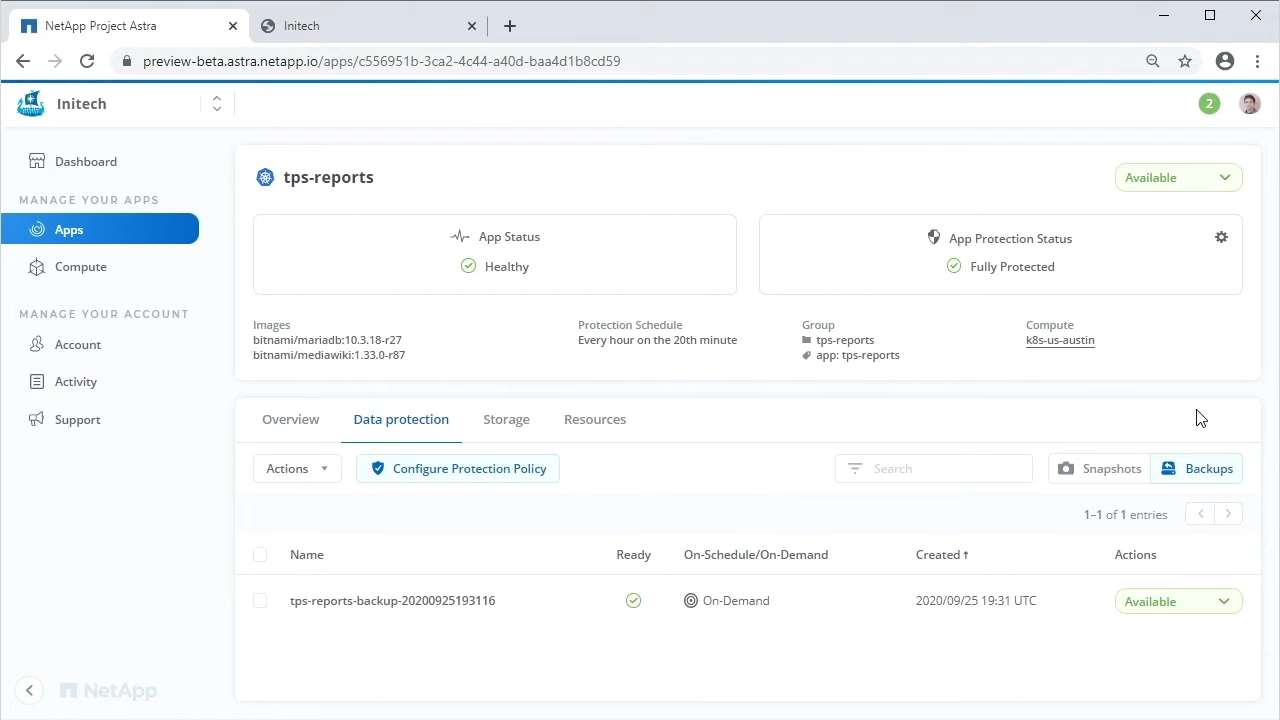 NetApp Project Astra
Initech
preview-beta.astra.netapp.io/apps/c556951b-3ca2-4c44-a40d-baa4d1b8cd59
Initech
2
Dashboard
MANAGE YOUR APPS
Apps
Compute
MANAGE YOUR ACCOUNT
Account
Activity
Support
NetApp
tps-reports
Available
App Status
Healthy
App Protection Status
Fully Protected
Images
bitnami/mariadb:10.3.18-r27
bitnami/mediawiki:1.33.0-r87
Protection Schedule
Every hour on the 20th minute
Group
tps-reports
app: tps-reports
Compute
k8s-us-austin
Overview Data protection Storage Resources
Actions Configure Protection Policy Search Snapshots Backups
1–1 of 1 entries
Name Ready On-Schedule/On-Demand Created Actions
tps-reports-backup-20200925193116 On-Demand 2020/09/25 19:31 UTC Available